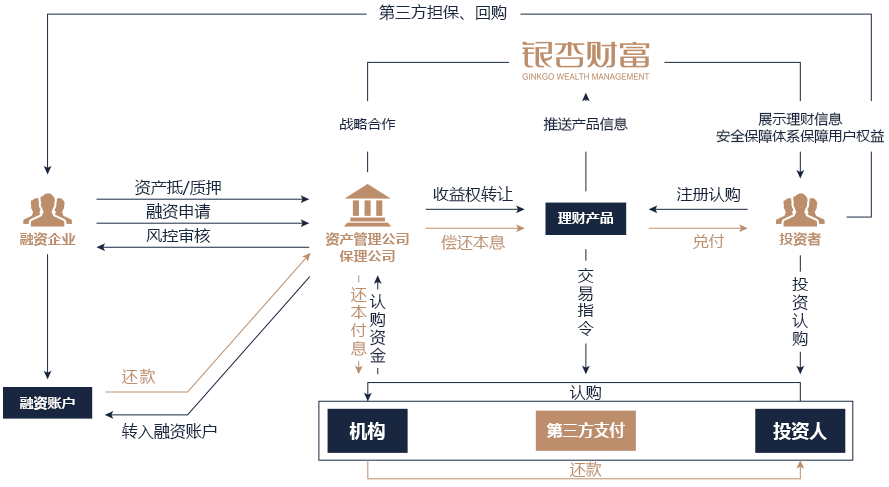 第三方担保、回购
银杏财富
GINKGO WEALTH MANAGEMENT
战略合作
推送产品信息
展示理财信息
安全保障体系保障用户权益
资产抵/质押
融资申请
风控审核
融资企业
资产管理公司
保理公司
收益权转让
偿还本息
理财产品
注册认购
兑付
投资者
还本付息
认购资金
交易指令
投资认购
还款
融资账户
转入融资账户
认购
机构
第三方支付
投资人
还款